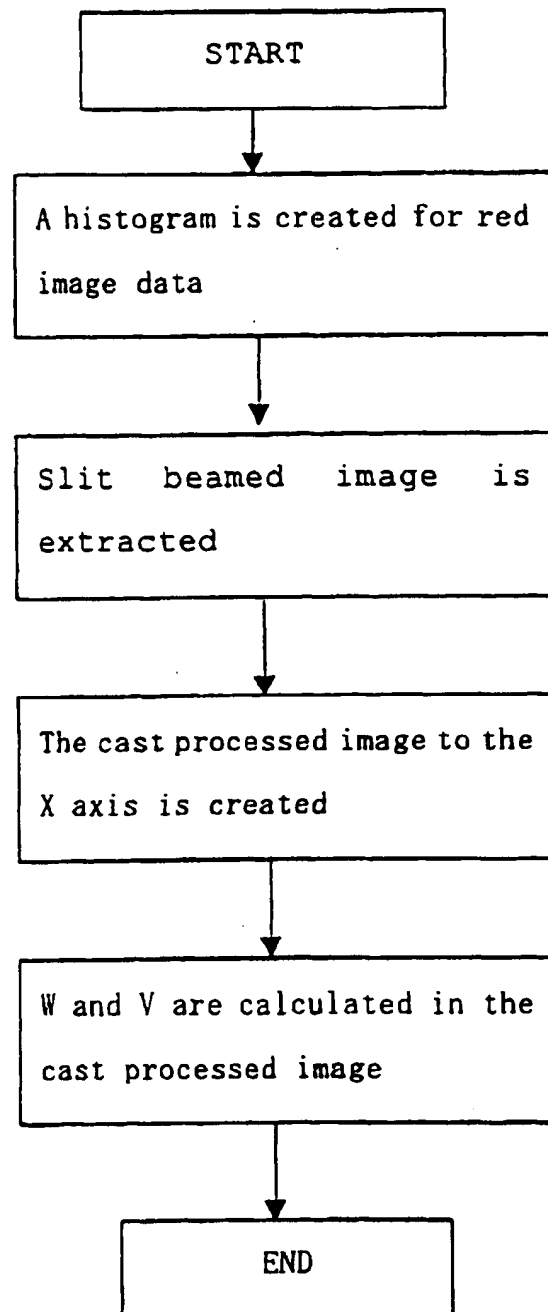 START
A histogram is created for red
image data
Slit beamed image is
extracted
The cast processed image to the
X axis is created
W and V are calculated in the
cast processed image
END